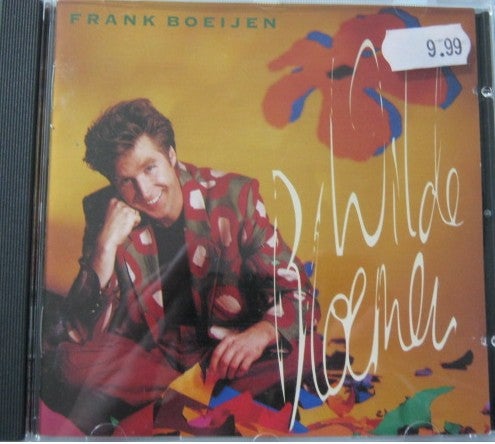 FRANK BOEIJEN
9.99
Wilde
Bloemen